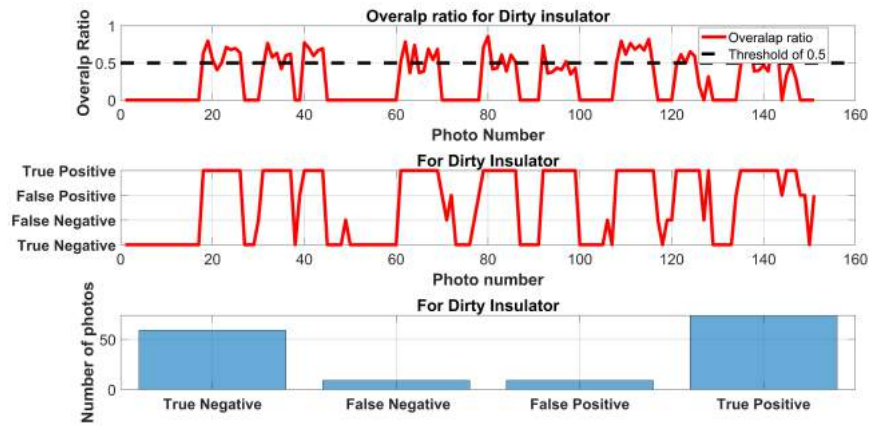 Overalp ratio for Dirty insulator
Overalp Ratio
1
0.5
0
Overalap ratio
Threshold of 0.5
0 20 40 60 80 100 120 140 160
Photo Number
For Dirty Insulator
True Positive
False Positive
False Negative
True Negative
0 20 40 60 80 100 120 140 160
Photo number
For Dirty Insulator
Number of photos
50
0
True Negative False Negative False Positive True Positive